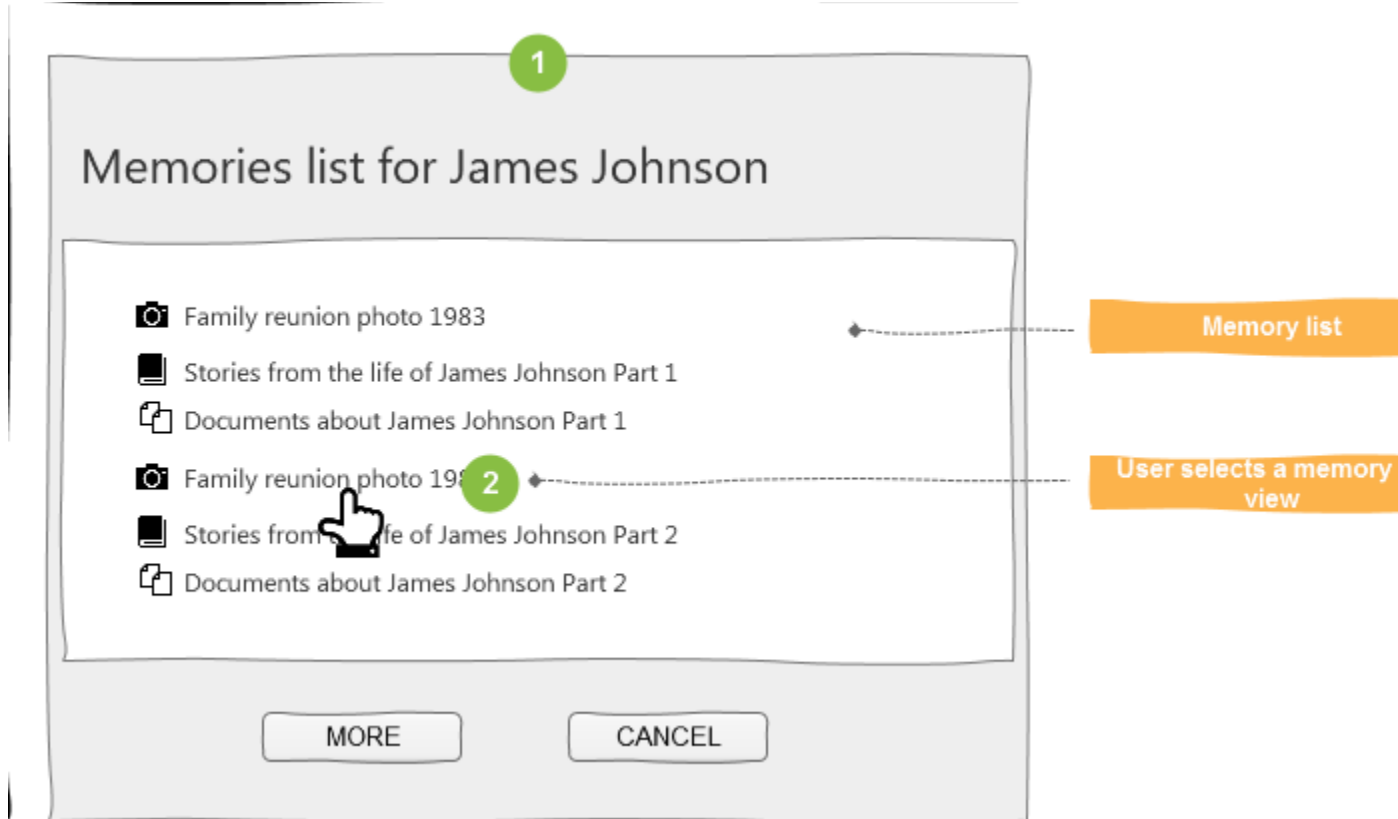 1
Memories list for James Johnson
Family reunion photo 1983
Memory list
Stories from the life of James Johnson Part 1
Documents about James Johnson Part 1
Family reunion photo
2
User selects a memory
view
Stories from life of James Johnson Part 2
Documents about James Johnson Part 2
MORE
CANCEL